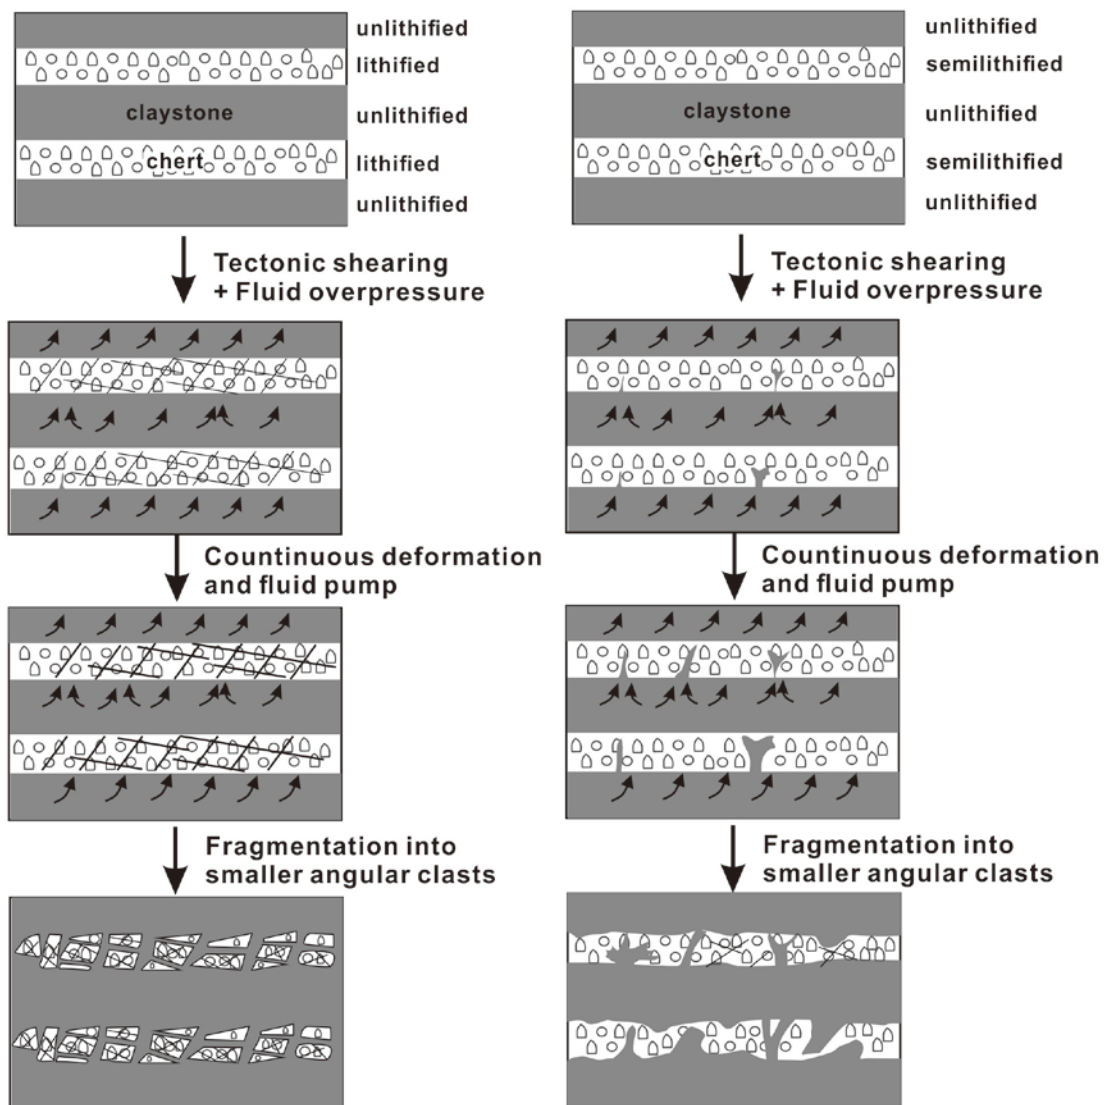 unlithified
lithified
claystone
unlithified
chert
lithified
unlithified
Tectonic shearing
+ Fluid overpressure
Countinuous deformation
and fluid pump
Fragmentation into
smaller angular clasts
unlithified
semilithified
claystone
unlithified
chert
semilithified
unlithified
Tectonic shearing
+ Fluid overpressure
Countinuous deformation
and fluid pump
Fragmentation into
smaller angular clasts